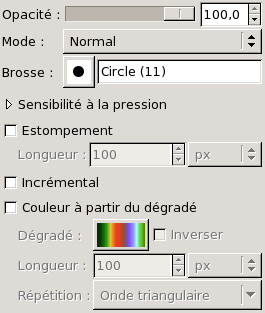 Opacité : 100,0
Mode : Normal
Brosse : Circle (11)
Sensibilité à la pression
Estompement
Longueur : 100 px
Incrémental
Couleur à partir du dégradé
Dégradé : Inverser
Longueur : 100 px
Répétition : Onde triangulaire